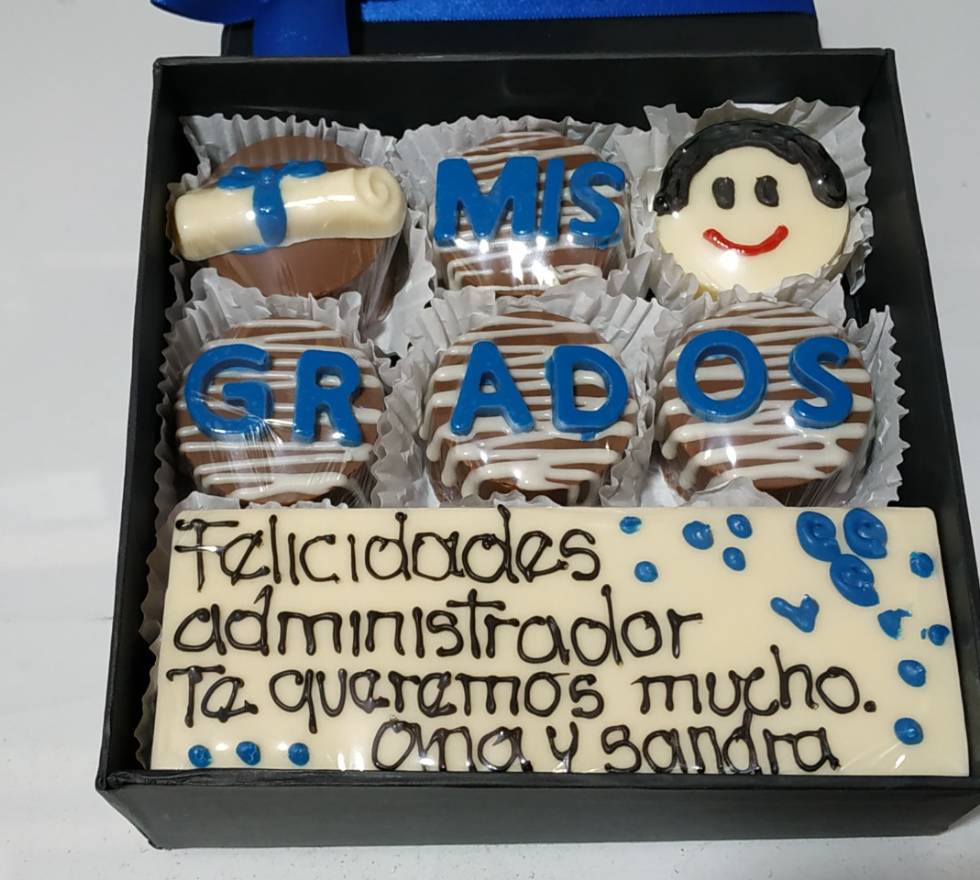 MIS
GRADOS
Felicidades
administrador
Te queremos mucho.
ana y sandra